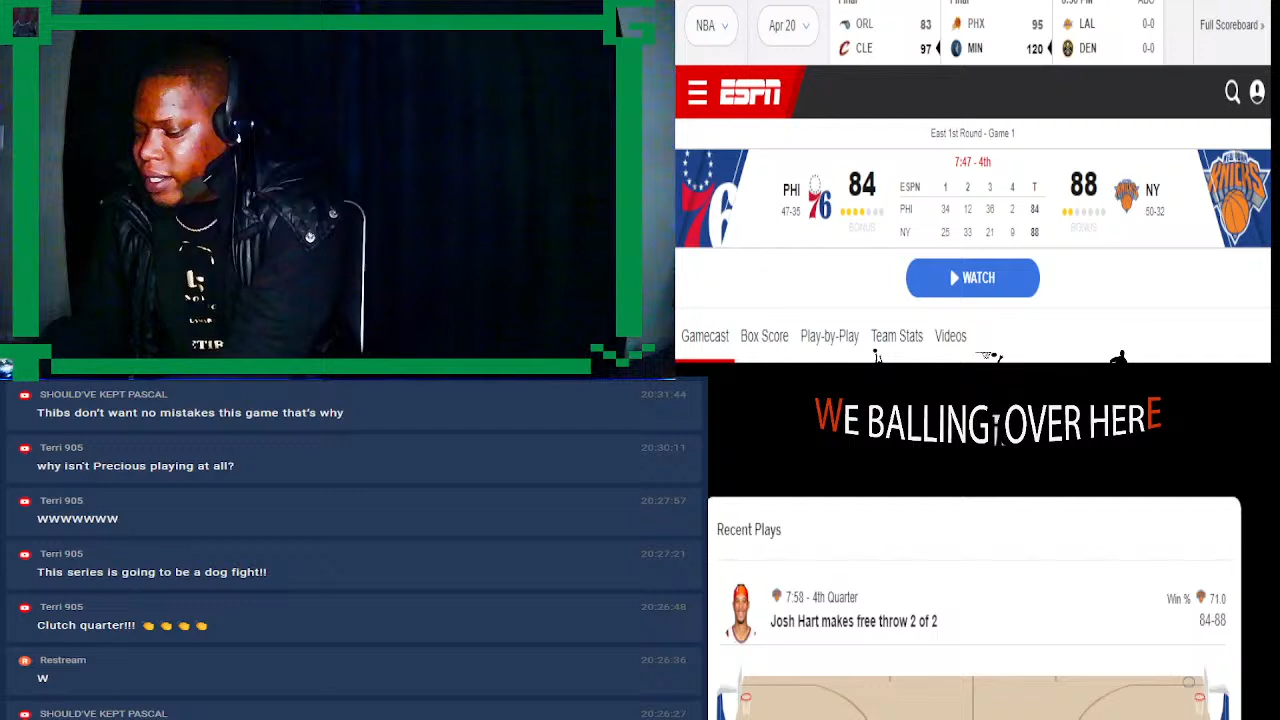 NBA
Apr 20
ORL 83
CLE 97
PHX 95
MIN 120
LAL 0-0
DEN 0-0
Full Scoreboard »
ESPN
East 1st Round - Game 1
7:47 - 4th
PHI 84
47-35
BONUS
ESPN 1 2 3 4 T
PHI 34 12 36 2 84
NY 25 33 21 9 88
88 NY
50-32
BONUS
KNICKS
WATCH
Gamecast Box Score Play-by-Play Team Stats Videos
SHOULD'VE KEPT PASCAL 20:31:44
Thibs don't want no mistakes this game that's why
Terri 905 20:30:11
why isn't Precious playing at all?
Terri 905 20:27:57
WWWWWWW
Terri 905 20:27:21
This series is going to be a dog fight!!
Terri 905 20:26:48
Clutch quarter!!! 👏 👏 👏 👏
Restream 20:26:36
W
SHOULD'VE KEPT PASCAL 20:26:27
WE BALLING OVER HERE
Recent Plays
7:58 - 4th Quarter
Josh Hart makes free throw 2 of 2
Win % 71.0
84-88